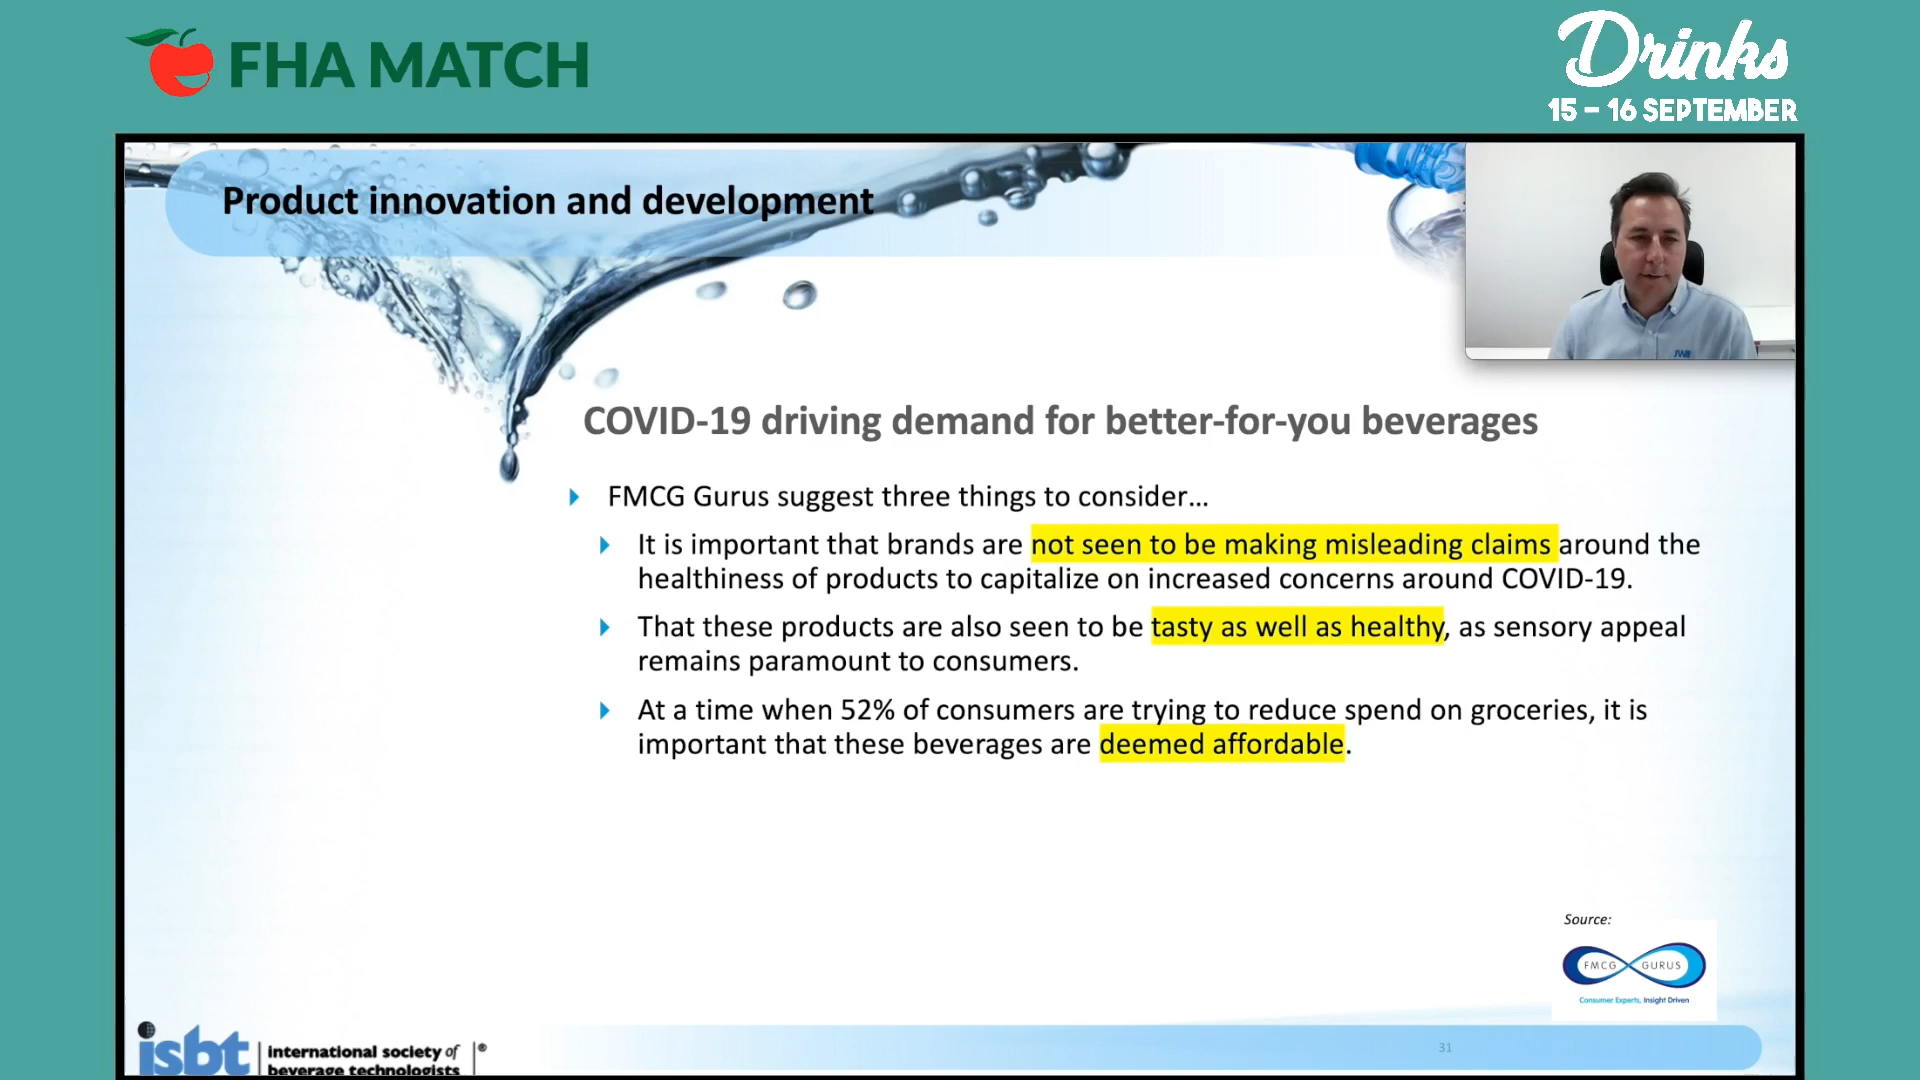 FHA MATCH
Drinks
15 – 16 SEPTEMBER
Product innovation and development
COVID-19 driving demand for better-for-you beverages
FMCG Gurus suggest three things to consider...
It is important that brands are not seen to be making misleading claims around the
healthiness of products to capitalize on increased concerns around COVID-19.
That these products are also seen to be tasty as well as healthy, as sensory appeal
remains paramount to consumers.
At a time when 52% of consumers are trying to reduce spend on groceries, it is
important that these beverages are deemed affordable.
Source:
FMCG GURUS
Consumer Experts, Insight Driven
isbt international society of ®
beverage technologists
31